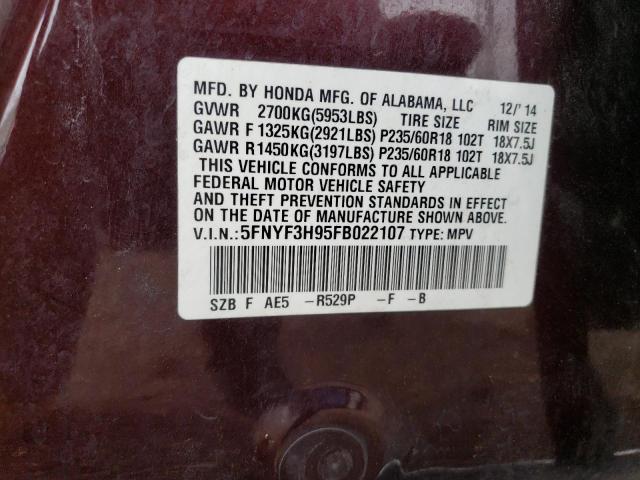 MFD. BY HONDA MFG. OF ALABAMA, LLC 12/'14
GVWR 2700KG(5953LBS) TIRE SIZE RIM SIZE
GAWR F 1325KG(2921LBS) P235/60R18 102T 18X7.5J
GAWR R1450KG(3197LBS) P235/60R18 102T 18X7.5J
THIS VEHICLE CONFORMS TO ALL APPLICABLE
FEDERAL MOTOR VEHICLE SAFETY
AND THEFT PREVENTION STANDARDS IN EFFECT
ON THE DATE OF MANUFACTURE SHOWN ABOVE.
V.I.N.: 5FNYF3H95FB022107 TYPE: MPV
SZB F AE5 -R529P -F -B